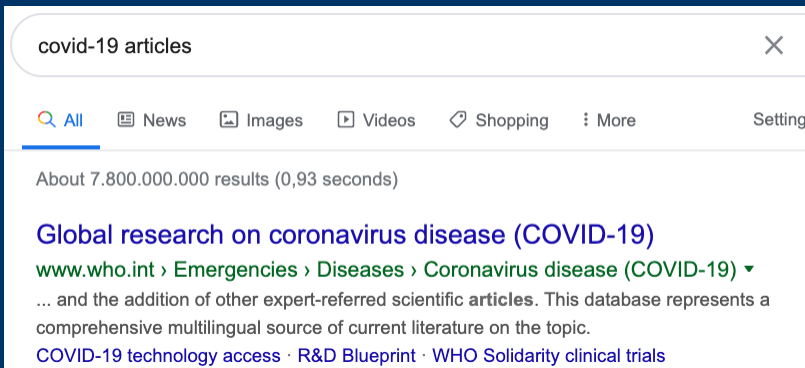 covid-19 articles
All News Images Videos Shopping More Setting
About 7.800.000.000 results (0,93 seconds)
Global research on coronavirus disease (COVID-19)
www.who.int › Emergencies › Diseases › Coronavirus disease (COVID-19)
... and the addition of other expert-referred scientific articles. This database represents a
comprehensive multilingual source of current literature on the topic.
COVID-19 technology access · R&D Blueprint · WHO Solidarity clinical trials